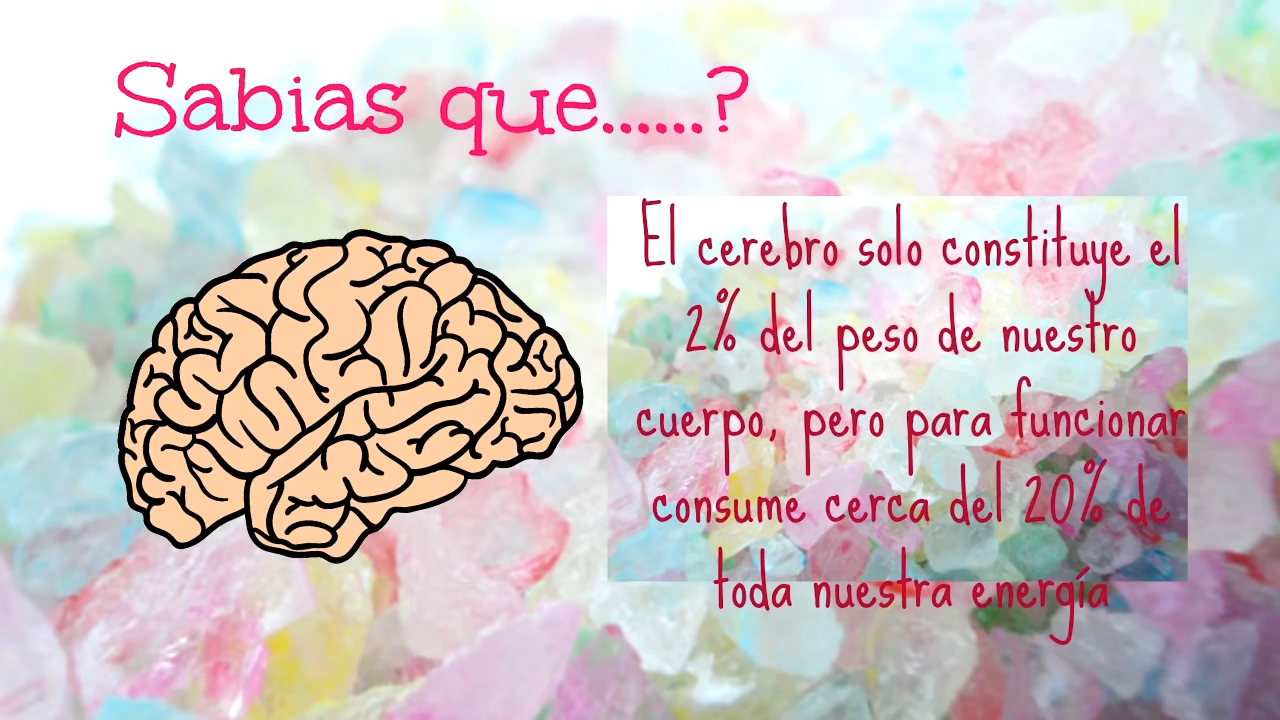 Sabias que......?
El cerebro solo constituye el
2% del peso de nuestro
cuerpo, pero para funcionar
consume cerca del 20% de
toda nuestra energía